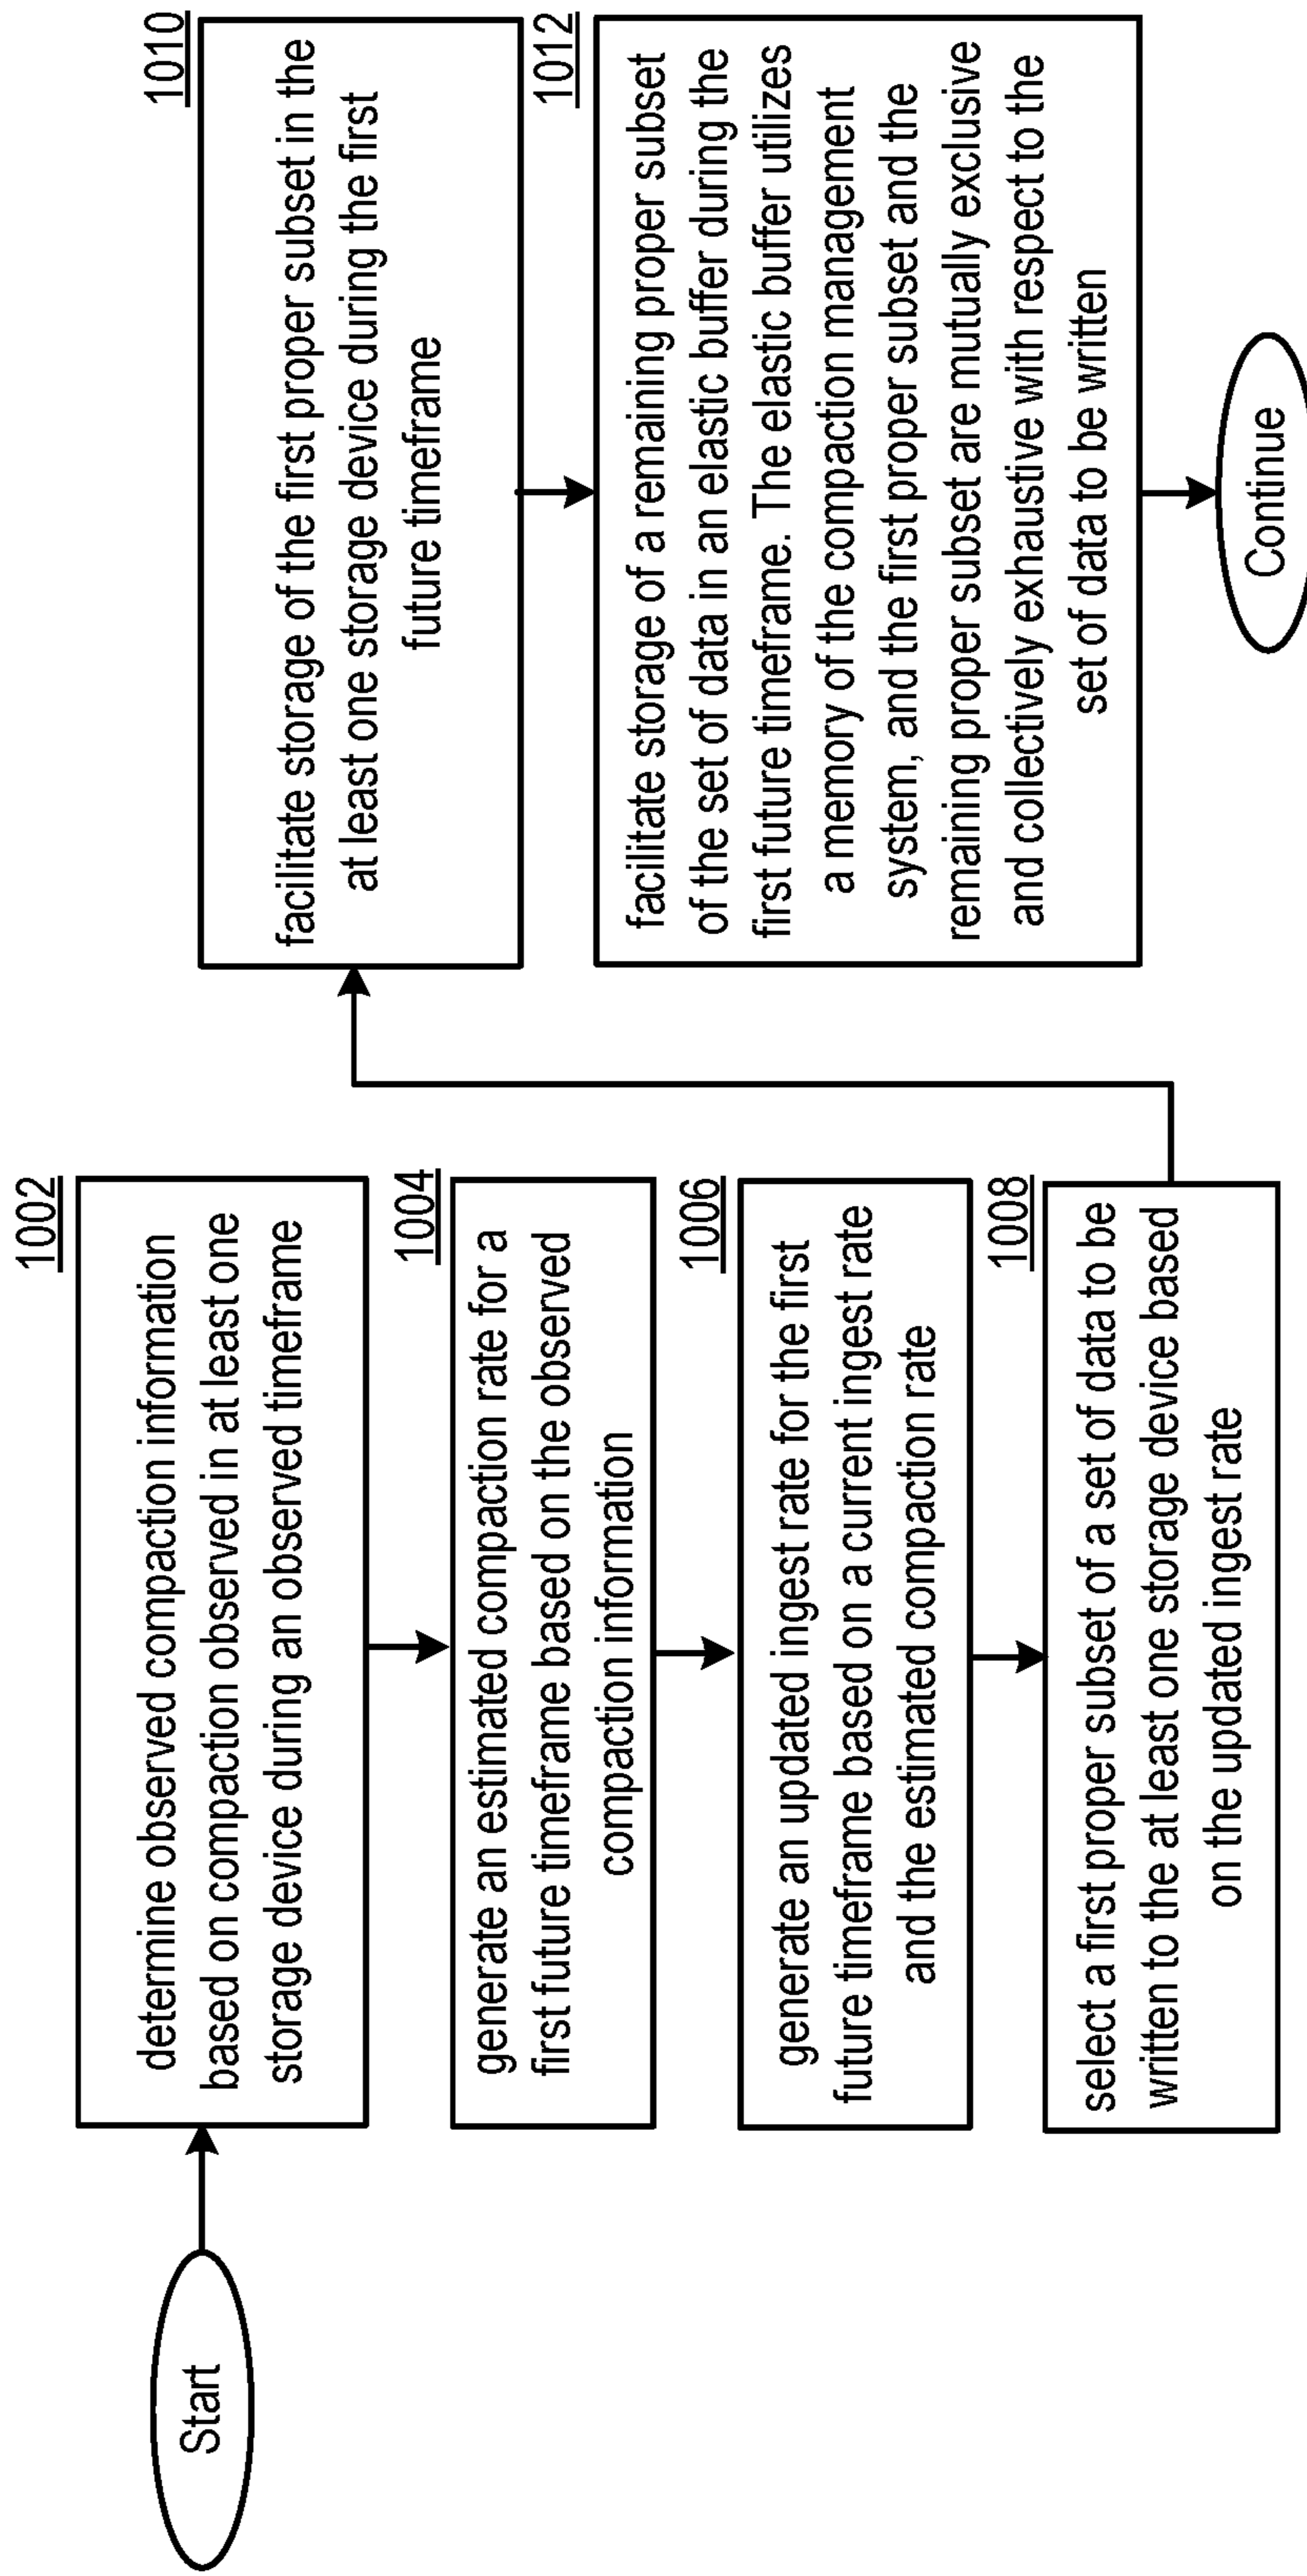 Start
1002
determine observed compaction information
based on compaction observed in at least one
storage device during an observed timeframe
1004
generate an estimated compaction rate for a
first future timeframe based on the observed
compaction information
1006
generate an updated ingest rate for the first
future timeframe based on a current ingest rate
and the estimated compaction rate
1008
select a first proper subset of a set of data to be
written to the at least one storage device based
on the updated ingest rate
1010
facilitate storage of the first proper subset in the
at least one storage device during the first
future timeframe
1012
facilitate storage of a remaining proper subset
of the set of data in an elastic buffer during the
first future timeframe. The elastic buffer utilizes
a memory of the compaction management
system, and the first proper subset and the
remaining proper subset are mutually exclusive
and collectively exhaustive with respect to the
set of data to be written
Continue